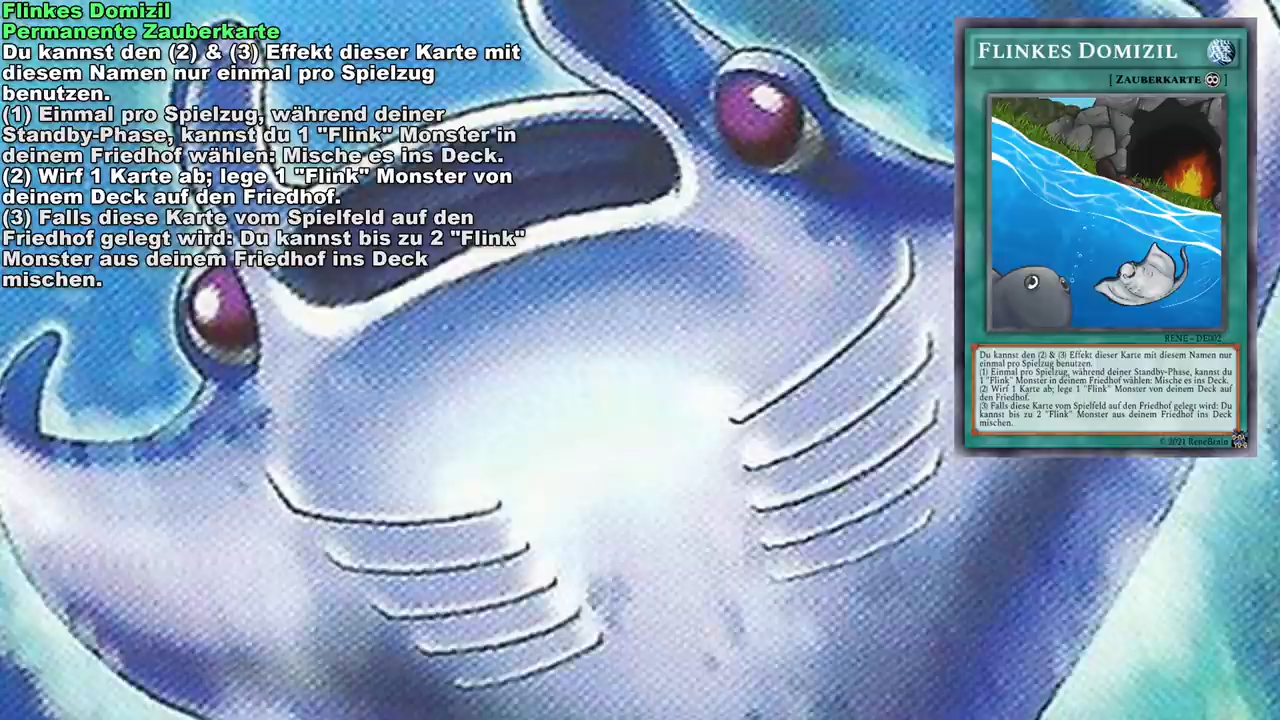 Flinkes Domizil
Permanente Zauberkarte
Du kannst den (2) & (3) Effekt dieser Karte mit
diesem Namen nur einmal pro Spielzug
benutzen.
(1) Einmal pro Spielzug, während deiner
Standby-Phase, kannst du 1 "Flink" Monster in
deinem Friedhof wählen: Mische es ins Deck.
(2) Wirf 1 Karte ab; lege 1 "Flink" Monster von
deinem Deck auf den Friedhof.
(3) Falls diese Karte vom Spielfeld auf den
Friedhof gelegt wird: Du kannst bis zu 2 "Flink"
Monster aus deinem Friedhof ins Deck
mischen.
FLINKES DOMIZIL
[ ZAUBERKARTE ]
RENE - DE002
Du kannst den (2) & (3) Effekt dieser Karte mit diesem Namen nur
einmal pro Spielzug benutzen.
(1) Einmal pro Spielzug, während deiner Standby-Phase, kannst du
1 "Flink" Monster in deinem Friedhof wählen: Mische es ins Deck.
(2) Wirf 1 Karte ab; lege 1 "Flink" Monster von deinem Deck auf
den Friedhof.
(3) Falls diese Karte vom Spielfeld auf den Friedhof gelegt wird: Du
kannst bis zu 2 "Flink" Monster aus deinem Friedhof ins Deck
mischen.
© 2021 ReneBrain